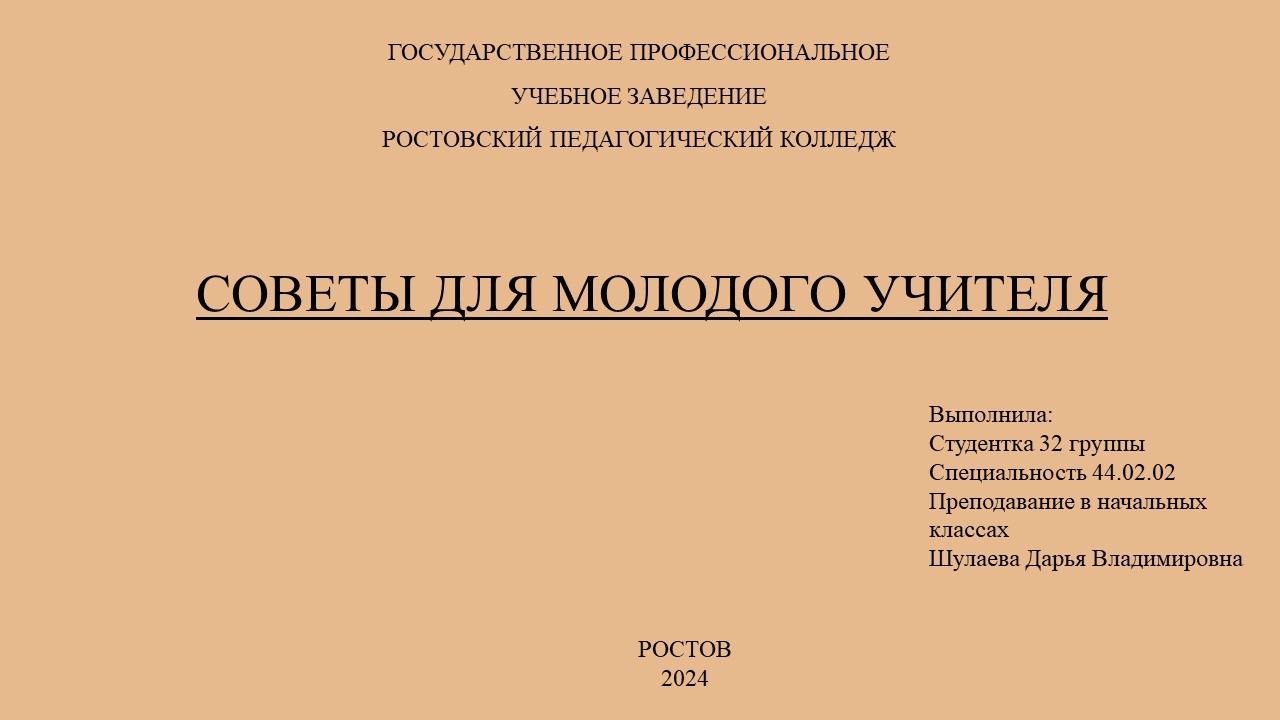 ГОСУДАРСТВЕННОЕ ПРОФЕССИОНАЛЬНОЕ
УЧЕБНОЕ ЗАВЕДЕНИЕ
РОСТОВСКИЙ ПЕДАГОГИЧЕСКИЙ КОЛЛЕДЖ
СОВЕТЫ ДЛЯ МОЛОДОГО УЧИТЕЛЯ
Выполнила:
Студентка 32 группы
Специальность 44.02.02
Преподавание в начальных
классах
Шулаева Дарья Владимировна
РОСТОВ
2024